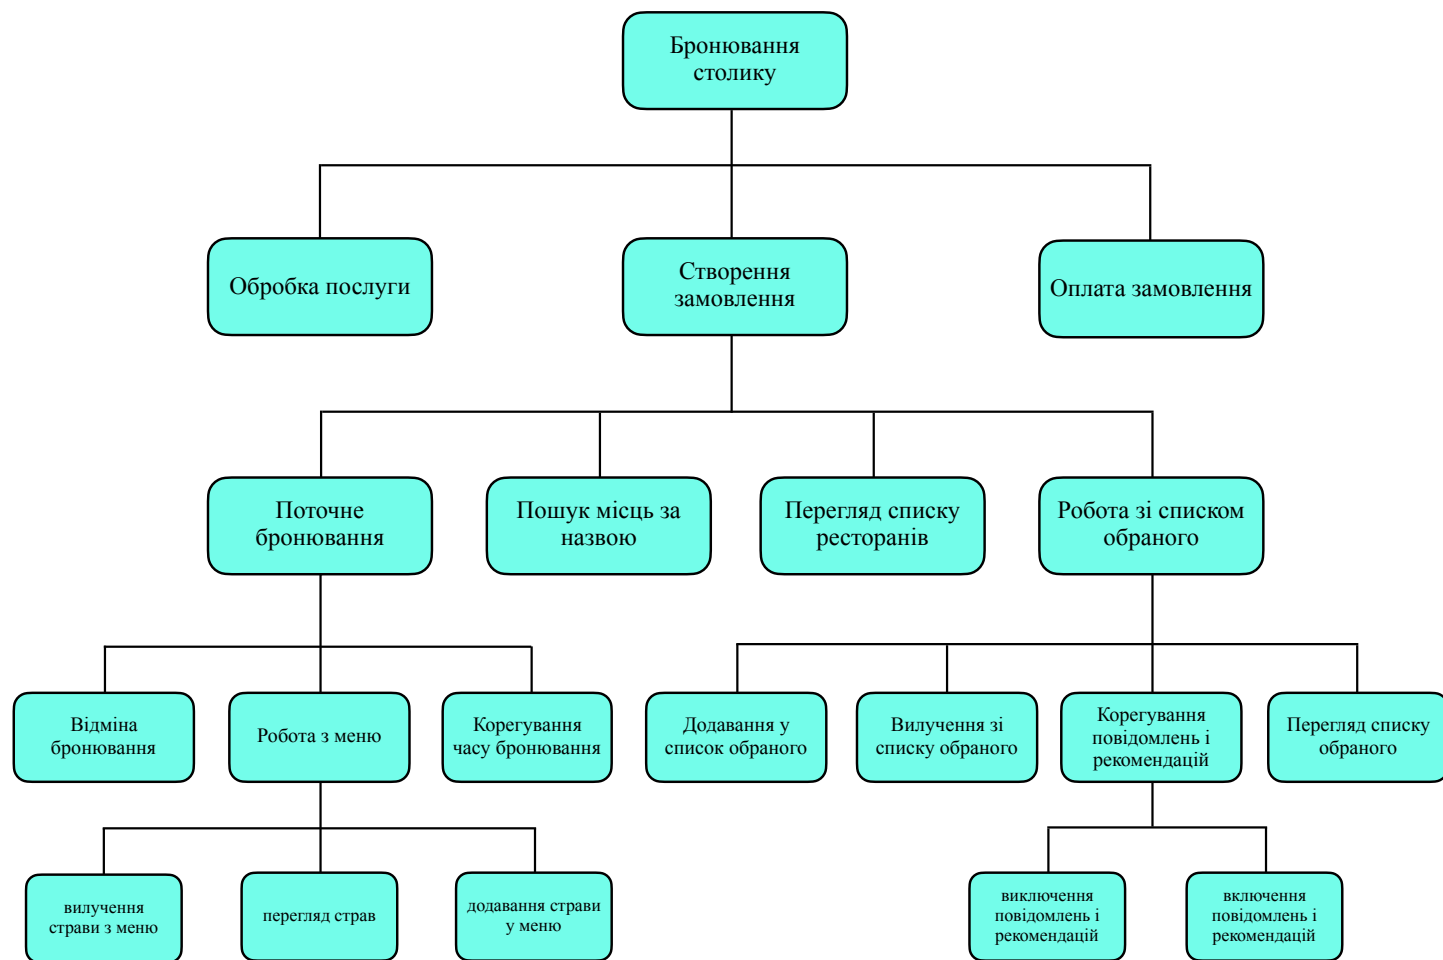 Бронювання
столику
Обробка послуги
Створення
замовлення
Оплата замовлення
Поточне
бронювання
Пошук місць за
назвою
Перегляд списку
ресторанів
Робота зі списком
обраного
Відміна
бронювання
Робота з меню
Корегування
часу бронювання
Додавання у
список обраного
Вилучення зі
списку обраного
Корегування
повідомлень і
рекомендацій
Перегляд списку
обраного
вилучення
страви з меню
перегляд страв
додавання страви
у меню
виключення
повідомлень і
рекомендацій
включення
повідомлень і
рекомендацій